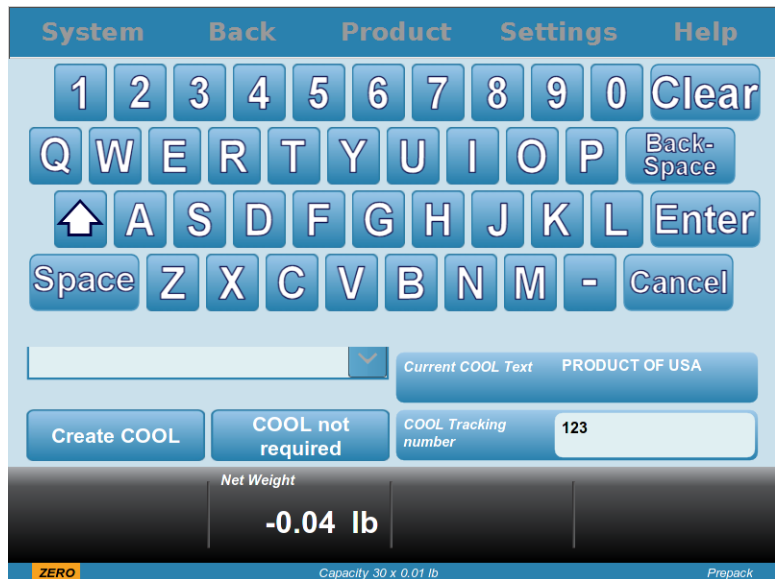 System Back Product Settings Help
1 2 3 4 5 6 7 8 9 0 Clear
Q W E R T Y U I O P Back-
Space
A S D F G H J K L Enter
Space Z X C V B N M - Cancel
Current COOL Text PRODUCT OF USA
Create COOL
COOL not
required
COOL Tracking
number
123
Net Weight
-0.04 lb
ZERO Capacity 30 x 0.01 lb Prepack